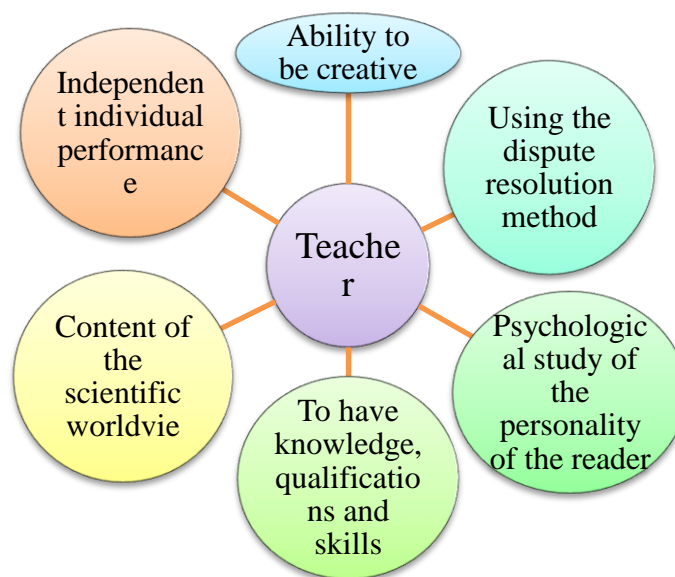 Ability to
be creative
Independen
t individual
performanc
e
Using the
dispute
resolution
method
Teache
r
Content of
the
scientific
worldvie
Psychologic
al study of
the
personality
of the reader
To have
knowledge,
qualificatio
ns and
skills